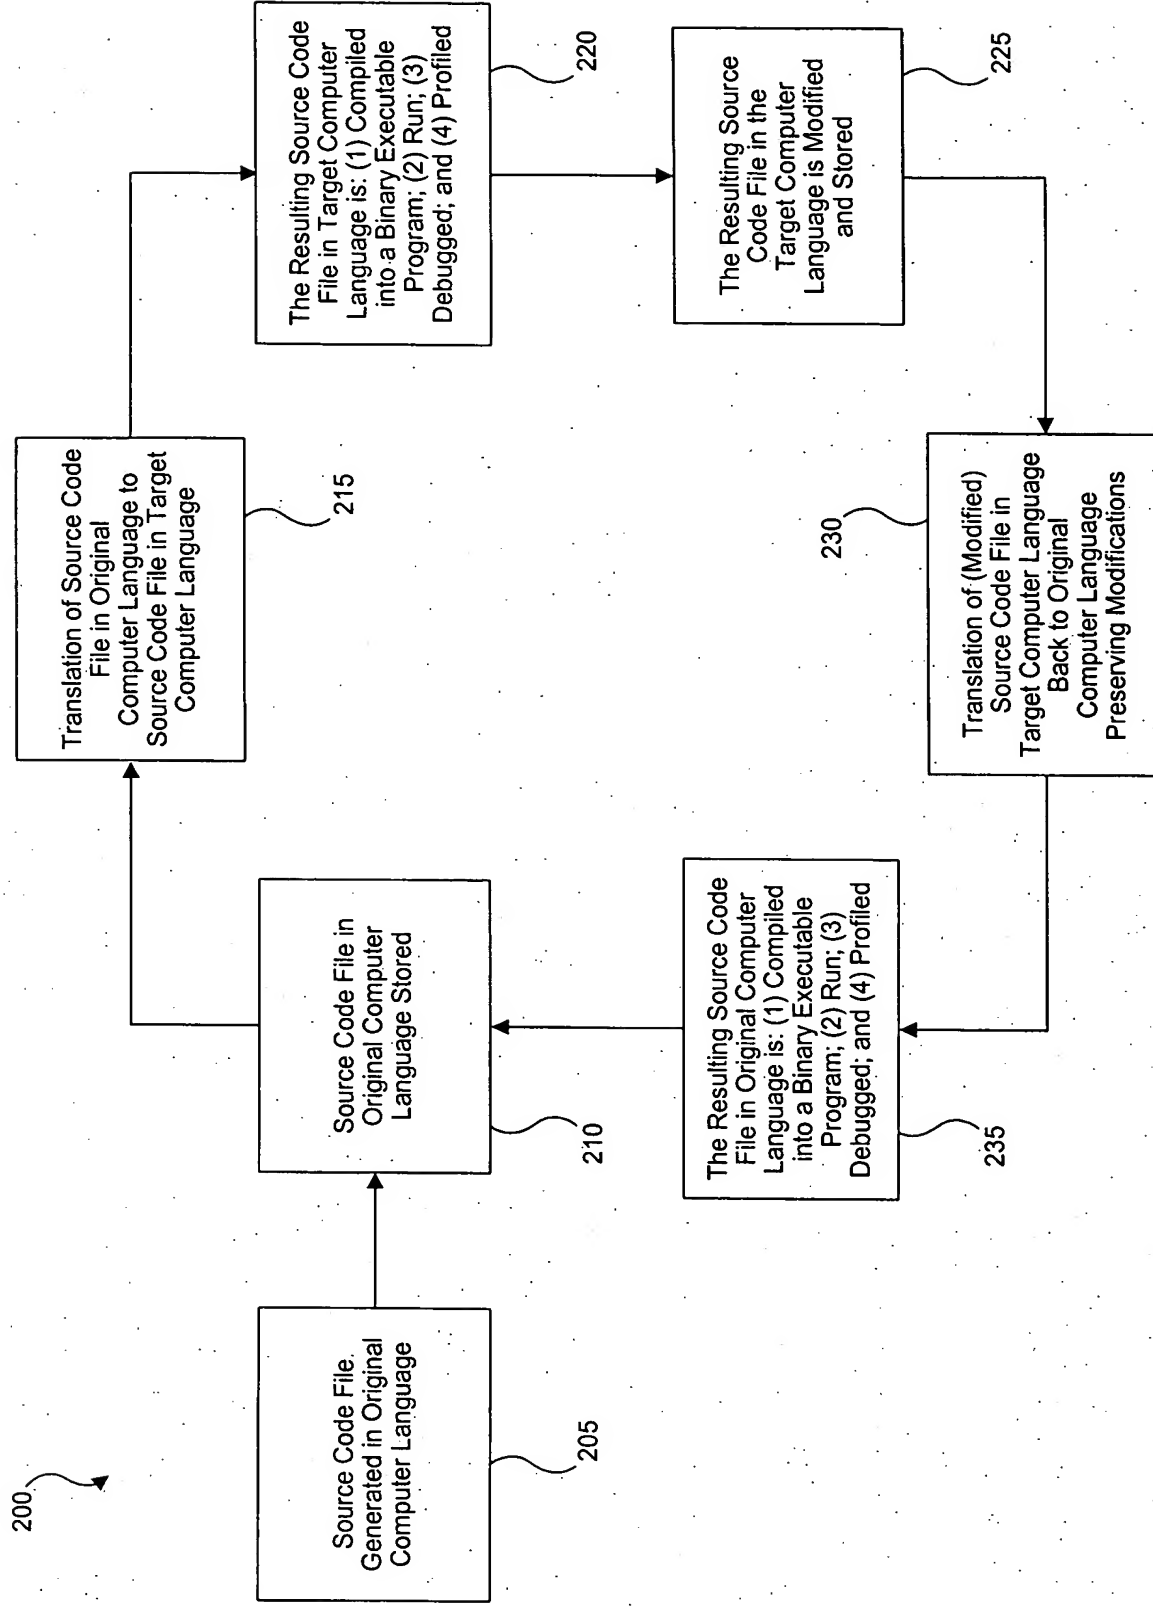 200
Source Code File.
Generated in Original
Computer Language
205
Source Code File in
Original Computer
Language Stored
210
Translation of Source Code
File in Original
Computer Language to
Source Code File in Target
Computer Language
215
The Resulting Source Code
File in Target Computer
Language is: (1) Compiled
into a Binary Executable
Program; (2) Run; (3)
Debugged; and (4) Profiled
220
The Resulting Source
Code File in the
Target Computer
Language is Modified
and Stored
225
Translation of (Modified)
Source Code File in
Target Computer Language
Back to Original
Computer Language
Preserving Modifications
230
The Resulting Source Code
File in Original Computer
Language is: (1) Compiled
into a Binary Executable
Program; (2) Run; (3)
Debugged; and (4) Profiled
235